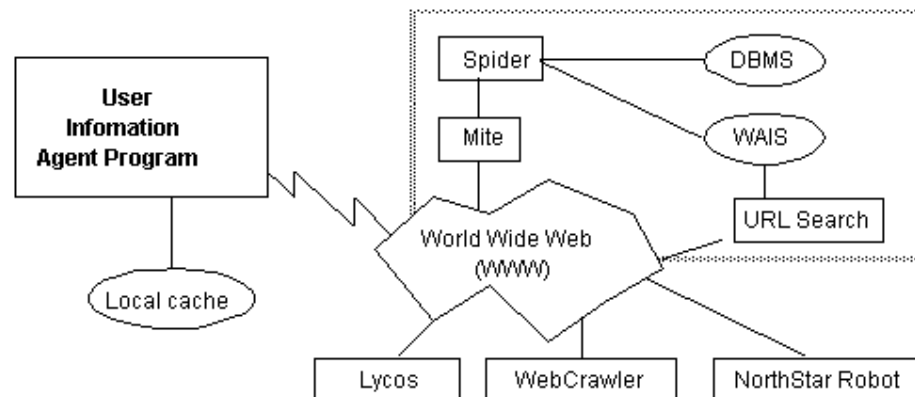 User
Infomation
Agent Program
Local cache
Spider
DBMS
Mite
WAIS
URL Search
World Wide Web
(WWW)
Lycos
WebCrawler
NorthStar Robot